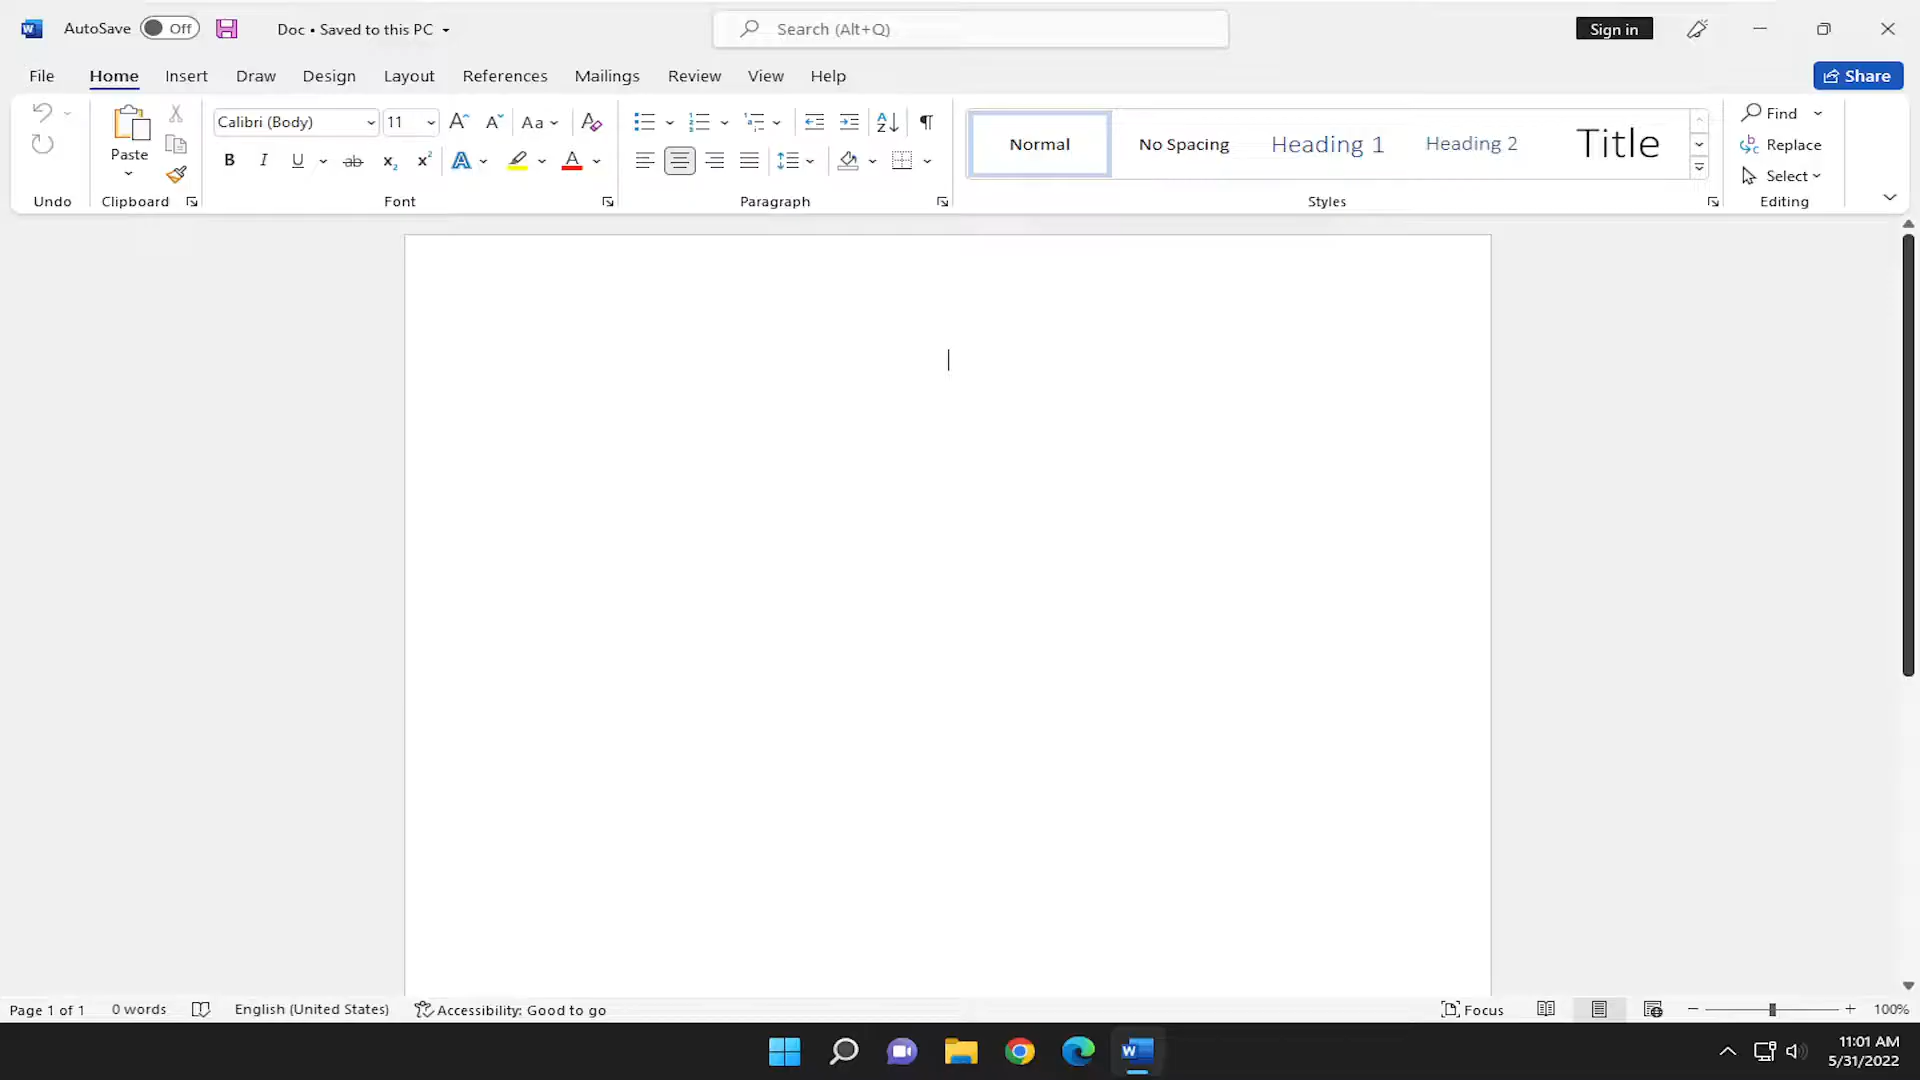 AutoSave Off Doc • Saved to this PC Search (Alt+Q) Sign in
File Home Insert Draw Design Layout References Mailings Review View Help Share
Calibri (Body) 11 Aa Normal No Spacing Heading 1 Heading 2 Title Find
Paste Replace
B I U ab x₂ x² A A Select
Undo Clipboard Font Paragraph Styles Editing
Page 1 of 1 0 words English (United States) Accessibility: Good to go Focus 100%
11:01 AM
5/31/2022